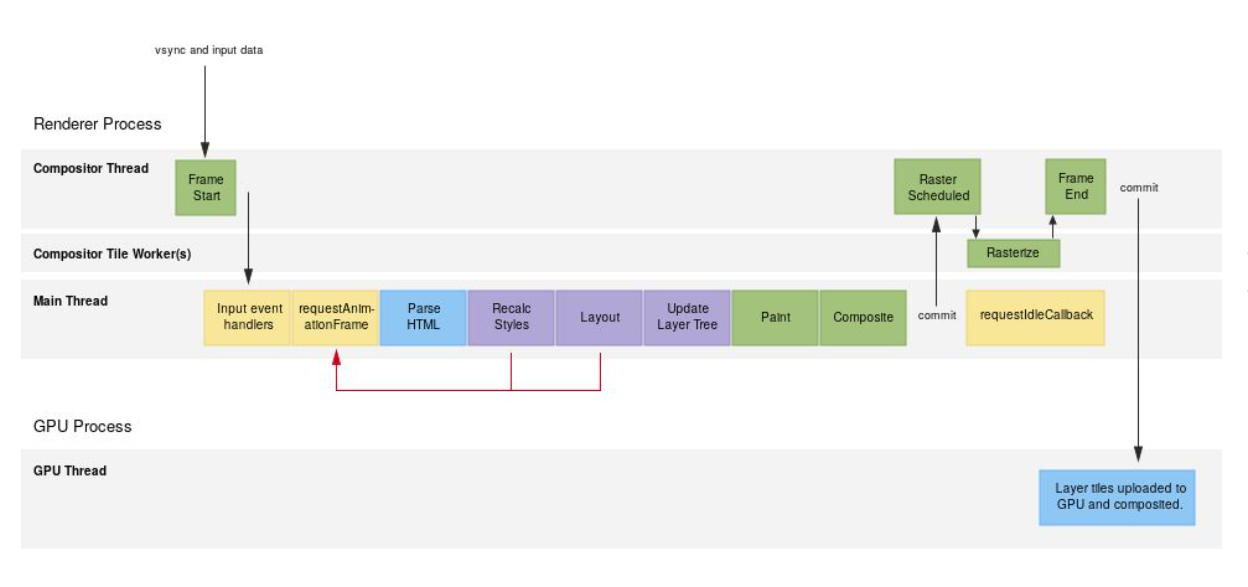 vsync and input data
Renderer Process
Compositor Thread
Frame
Start
Raster
Scheduled
Frame
End
commit
Compositor Tile Worker(s)
Rasterize
Main Thread
Input event
handlers
requestAnim-
ationFrame
Parse
HTML
Recalc
Styles
Layout
Update
Layer Tree
Paint
Composite
commit
requestIdleCallback
GPU Process
GPU Thread
Layer tiles uploaded to
GPU and composited.